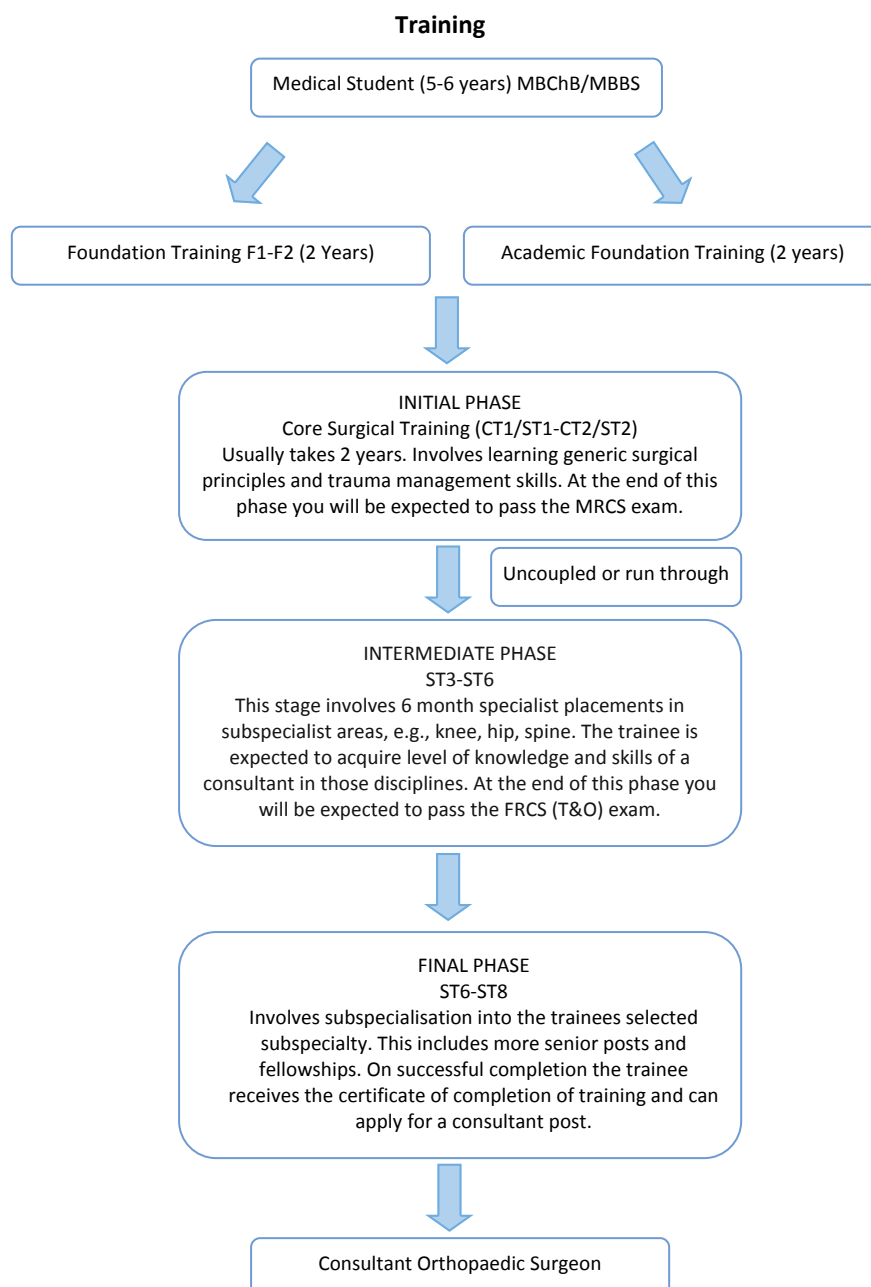 Training
Medical Student (5-6 years) MBChB/MBBS
Foundation Training F1-F2 (2 Years)
Academic Foundation Training (2 years)
INITIAL PHASE
Core Surgical Training (CT1/ST1-CT2/ST2)
Usually takes 2 years. Involves learning generic surgical
principles and trauma management skills. At the end of this
phase you will be expected to pass the MRCS exam.
Uncoupled or run through
INTERMEDIATE PHASE
ST3-ST6
This stage involves 6 month specialist placements in
subspecialist areas, e.g., knee, hip, spine. The trainee is
expected to acquire level of knowledge and skills of a
consultant in those disciplines. At the end of this phase you
will be expected to pass the FRCS (T&O) exam.
FINAL PHASE
ST6-ST8
Involves subspecialisation into the trainees selected
subspecialty. This includes more senior posts and
fellowships. On successful completion the trainee
receives the certificate of completion of training and can
apply for a consultant post.
Consultant Orthopaedic Surgeon